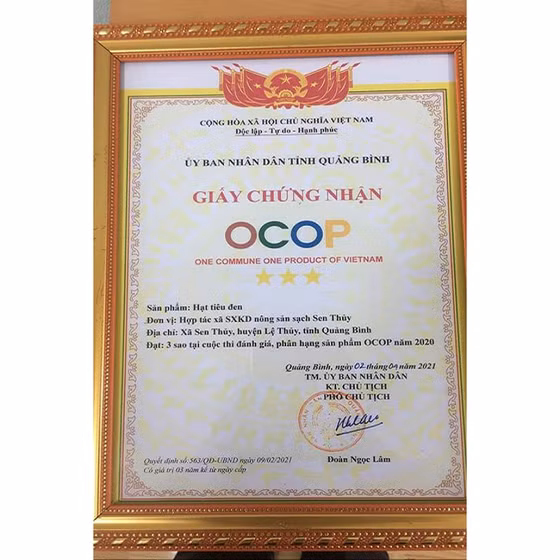 CỘNG HÒA XÃ HỘI CHỦ NGHĨA VIỆT NAM
Độc lập - Tự do - Hạnh phúc
ỦY BAN NHÂN DÂN TỈNH QUẢNG BÌNH
GIẤY CHỨNG NHẬN
OCOP
ONE COMMUNE ONE PRODUCT OF VIETNAM
Sản phẩm: Hạt tiêu đen
Đơn vị: Hợp tác xã SXKD nông sản sạch Sen Thủy
Địa chỉ: Xã Sen Thủy, huyện Lệ Thủy, tỉnh Quảng Bình
Đạt: 3 sao tại cuộc thi đánh giá, phân hạng sản phẩm OCOP năm 2020
Quảng Bình, ngày 02 tháng 04 năm 2021
TM. ỦY BAN NHÂN DÂN
KT. CHỦ TỊCH
PHÓ CHỦ TỊCH
Quyết định số 563/QĐ-UBND ngày 09/02/2021
Có giá trị 03 năm kể từ ngày cấp
Đoàn Ngọc Lâm